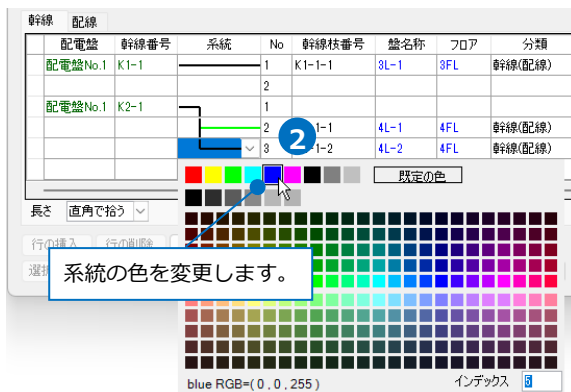 幹線 配線
配電盤 幹線番号 系統 No 幹線枝番号 盤名称 フロア 分類
配電盤No.1 K1-1 1 K1-1-1 3L-1 3FL 幹線(配線)
2
配電盤No.1 K2-1 1
2 -1-1 4L-1 4FL 幹線(配線)
3 -1-2 4L-2 4FL 幹線(配線)
2
既定の色
長さ 直角で拾う
行の挿入 行の削除
選択
系統の色を変更します。
blue RGB=( 0 , 0 , 255 ) インデックス 5